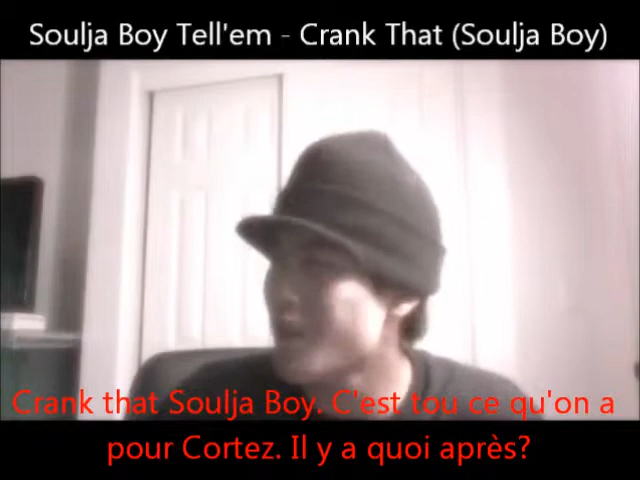 Soulja Boy Tell'em - Crank That (Soulja Boy)
Crank that Soulja Boy. C'est tou ce qu'on a
pour Cortez. Il y a quoi après?